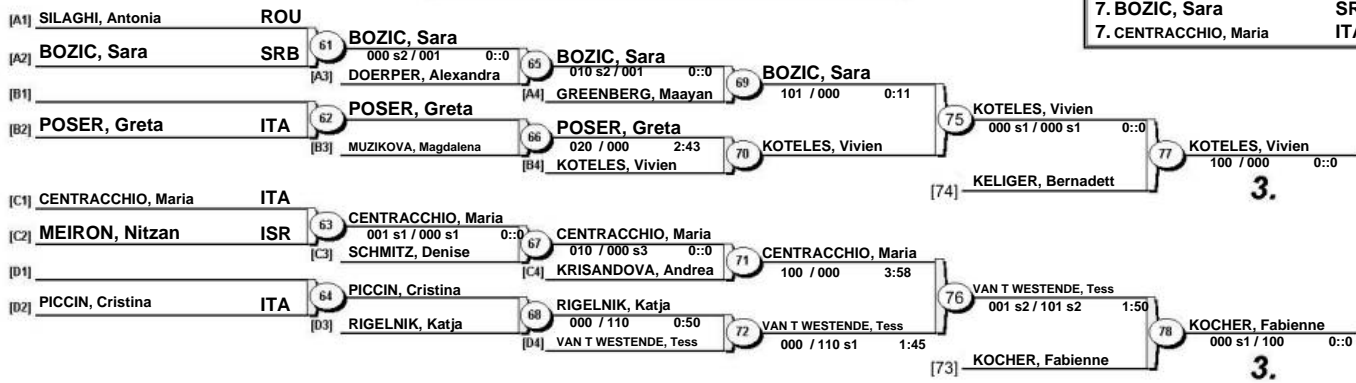 7. BOZIC, Sara
7. CENTRACCHIO, Maria
[A1] SILAGHI, Antonia ROU
[A2] BOZIC, Sara SRB
61
BOZIC, Sara
000 s2 / 001 0::0
[A3] DOERPER, Alexandra
65
BOZIC, Sara
010 s2 / 001 0::0
[A4] GREENBERG, Maayan
69
BOZIC, Sara
101 / 000 0:11
[B1]
[B2] POSER, Greta ITA
62
POSER, Greta
[B3] MUZIKOVA, Magdalena
66
POSER, Greta
020 / 000 2:43
[B4] KOTELES, Vivien
70
KOTELES, Vivien
75
KOTELES, Vivien
000 s1 / 000 s1 0::0
[74] KELIGER, Bernadett
77
KOTELES, Vivien
100 / 000 0::0
3.
[C1] CENTRACCHIO, Maria ITA
[C2] MEIRON, Nitzan ISR
63
CENTRACCHIO, Maria
001 s1 / 000 s1 0::0
[C3] SCHMITZ, Denise
67
CENTRACCHIO, Maria
010 / 000 s3 0::0
[C4] KRISANDOVA, Andrea
71
CENTRACCHIO, Maria
100 / 000 3:58
[D1]
[D2] PICCIN, Cristina ITA
64
PICCIN, Cristina
[D3] RIGELNIK, Katja
68
RIGELNIK, Katja
000 / 110 0:50
[D4] VAN T WESTENDE, Tess
72
VAN T WESTENDE, Tess
000 / 110 s1 1:45
76
VAN T WESTENDE, Tess
001 s2 / 101 s2 1:50
[73] KOCHER, Fabienne
78
KOCHER, Fabienne
000 s1 / 100 0::0
3.